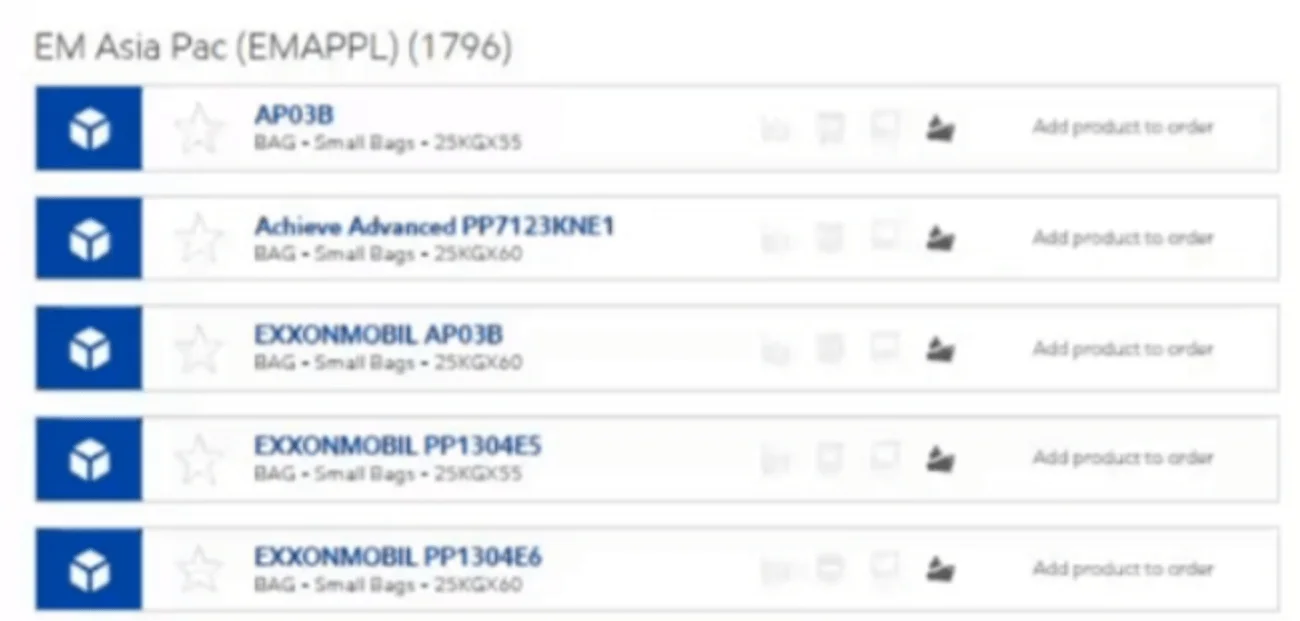 EM Asia Pac (EMAPPL) (1796)
AP03B
BAG • Small Bags • 25KGX55
Add product to order
Achieve Advanced PP7123KNE1
BAG • Small Bags • 25KGX60
Add product to order
EXXONMOBIL AP03B
BAG • Small Bags • 25KGX60
Add product to order
EXXONMOBIL PP1304E5
BAG • Small Bags • 25KGX55
Add product to order
EXXONMOBIL PP1304E6
BAG • Small Bags • 25KGX60
Add product to order